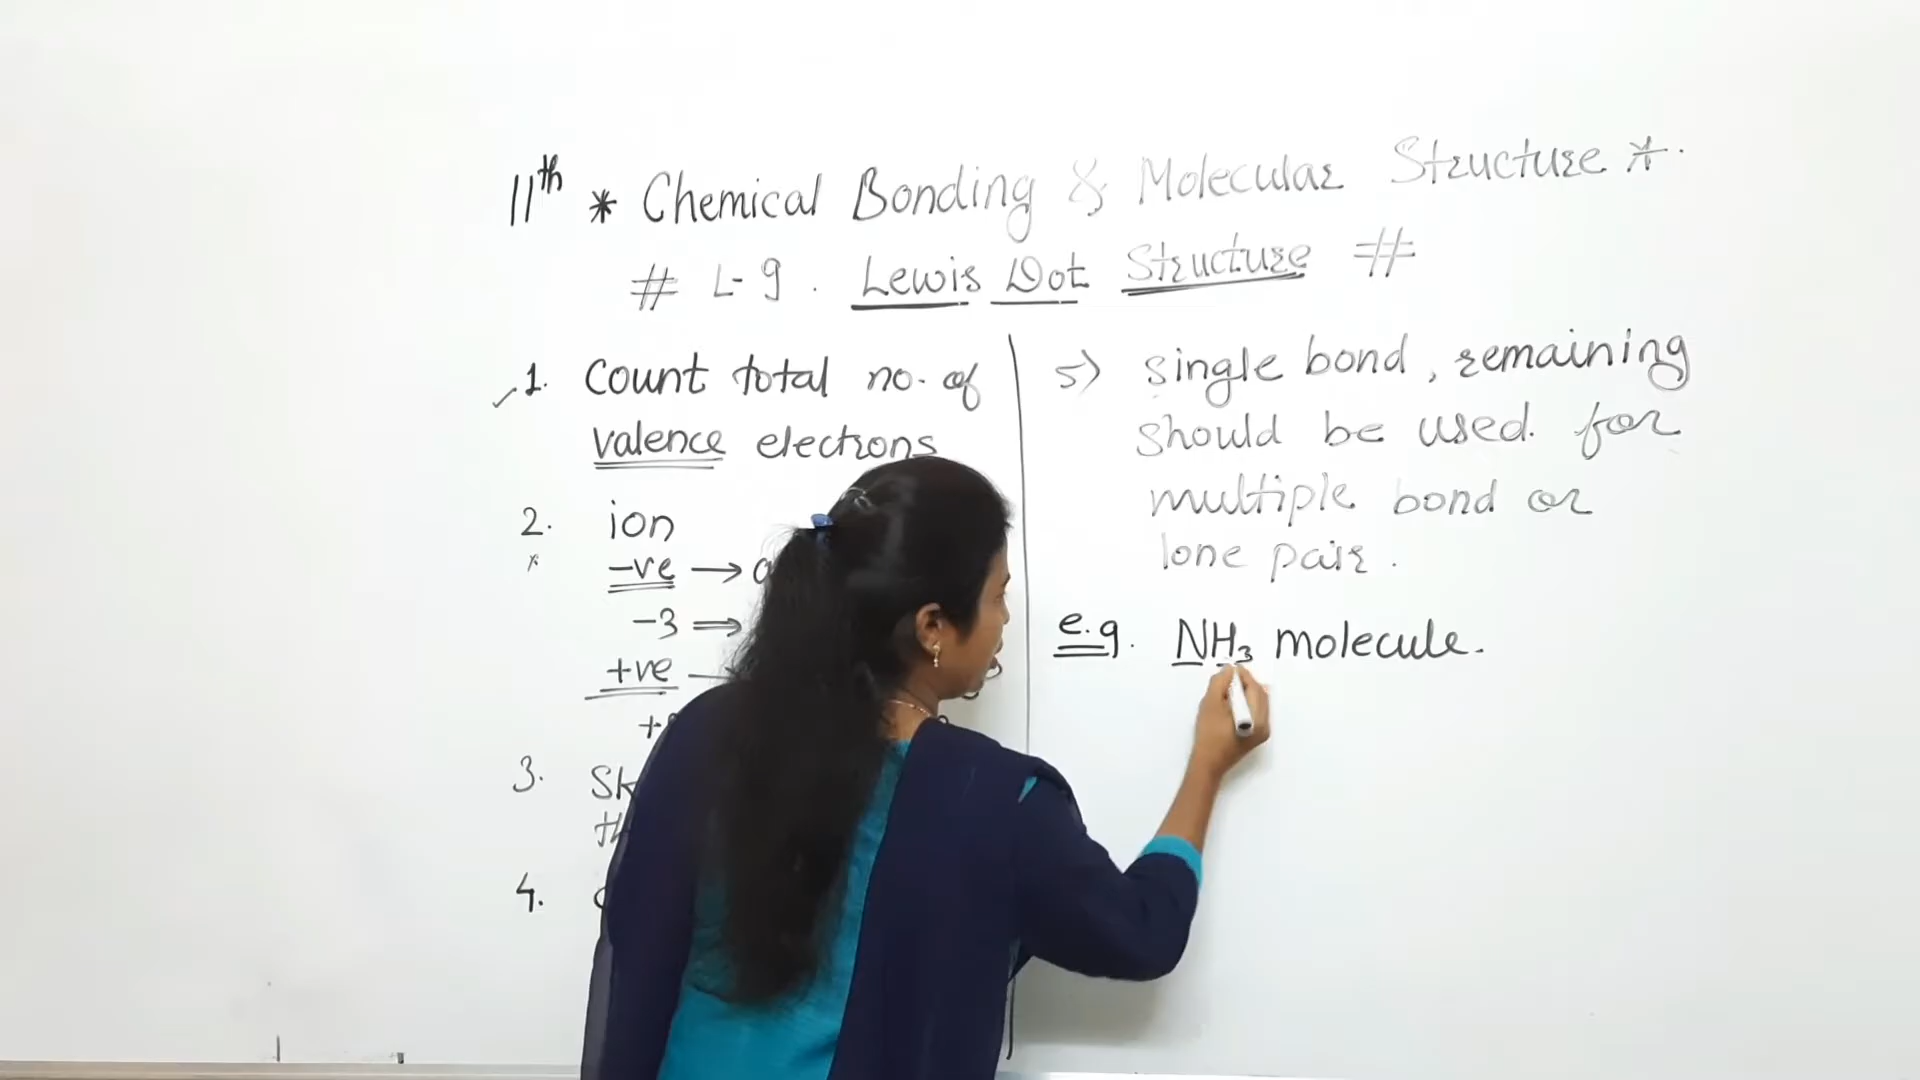 11th * Chemical Bonding & Molecular Structure *.
# L-9. Lewis Dot Structure #
1. Count total no. of
valence electrons
2. ion
-ve →
-3 ⇒
+ve
3.
4.
5) single bond, remaining
should be used for
multiple bond or
lone pair.
e.g. NH3 molecule.